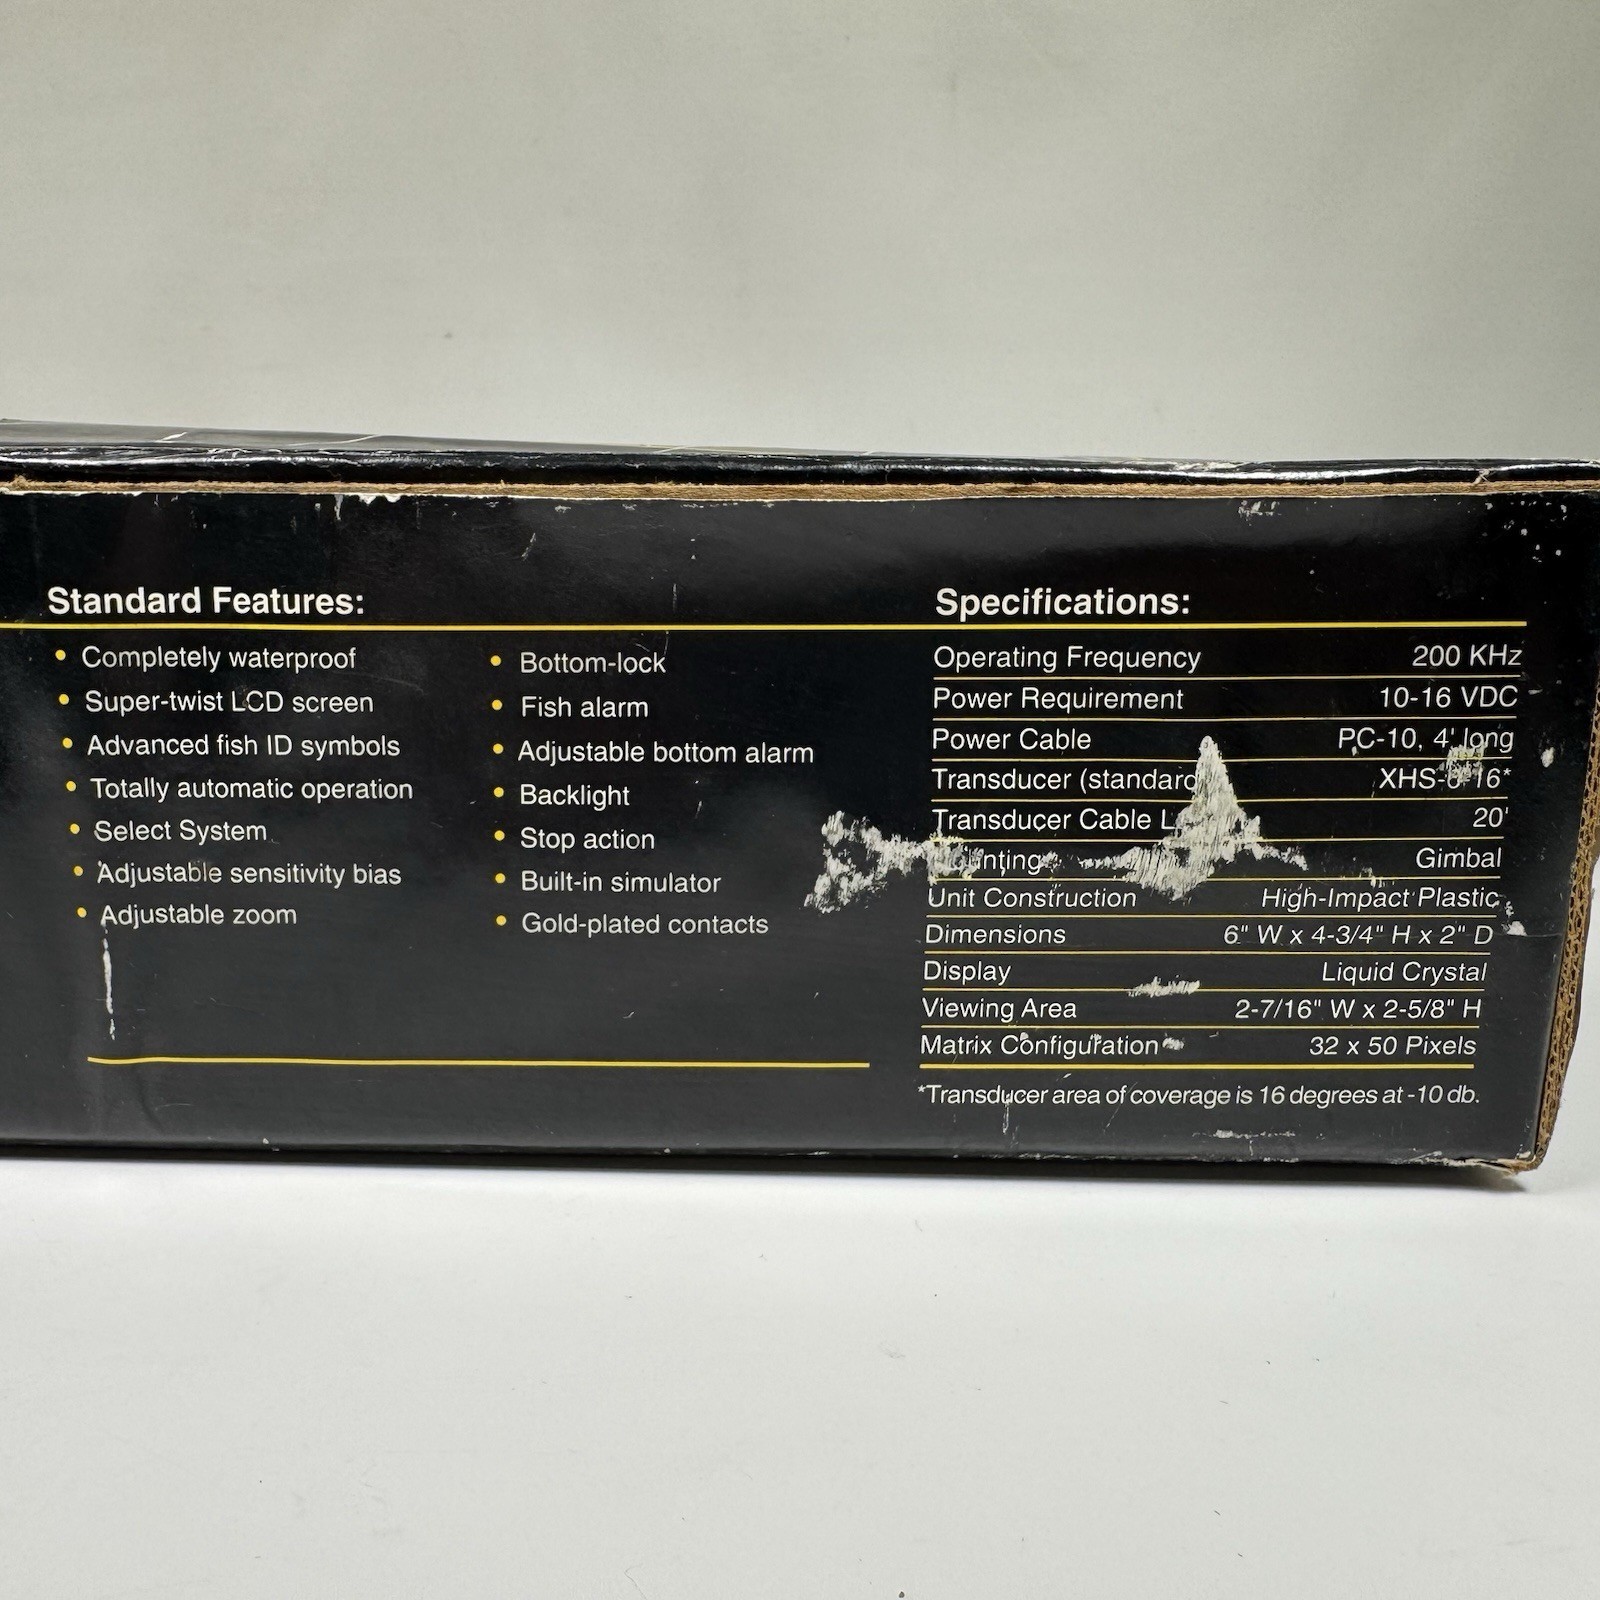 Standard Features:
• Completely waterproof
• Super-twist LCD screen
• Advanced fish ID symbols
• Totally automatic operation
• Select System
• Adjustable sensitivity bias
• Adjustable zoom
• Bottom-lock
• Fish alarm
• Adjustable bottom alarm
• Backlight
• Stop action
• Built-in simulator
• Gold-plated contacts
Specifications:
Operating Frequency 200 KHz
Power Requirement 10-16 VDC
Power Cable PC-10, 4' long
Transducer (standard
Transducer Cable 20'
Gimbal
Unit Construction High-Impact Plastic
Dimensions 6" W x 4-3/4" H x 2" D
Display Liquid Crystal
Viewing Area 2-7/16" W x 2-5/8" H
Matrix Configuration 32 x 50 Pixels
*Transducer area of coverage is 16 degrees at -10 db.